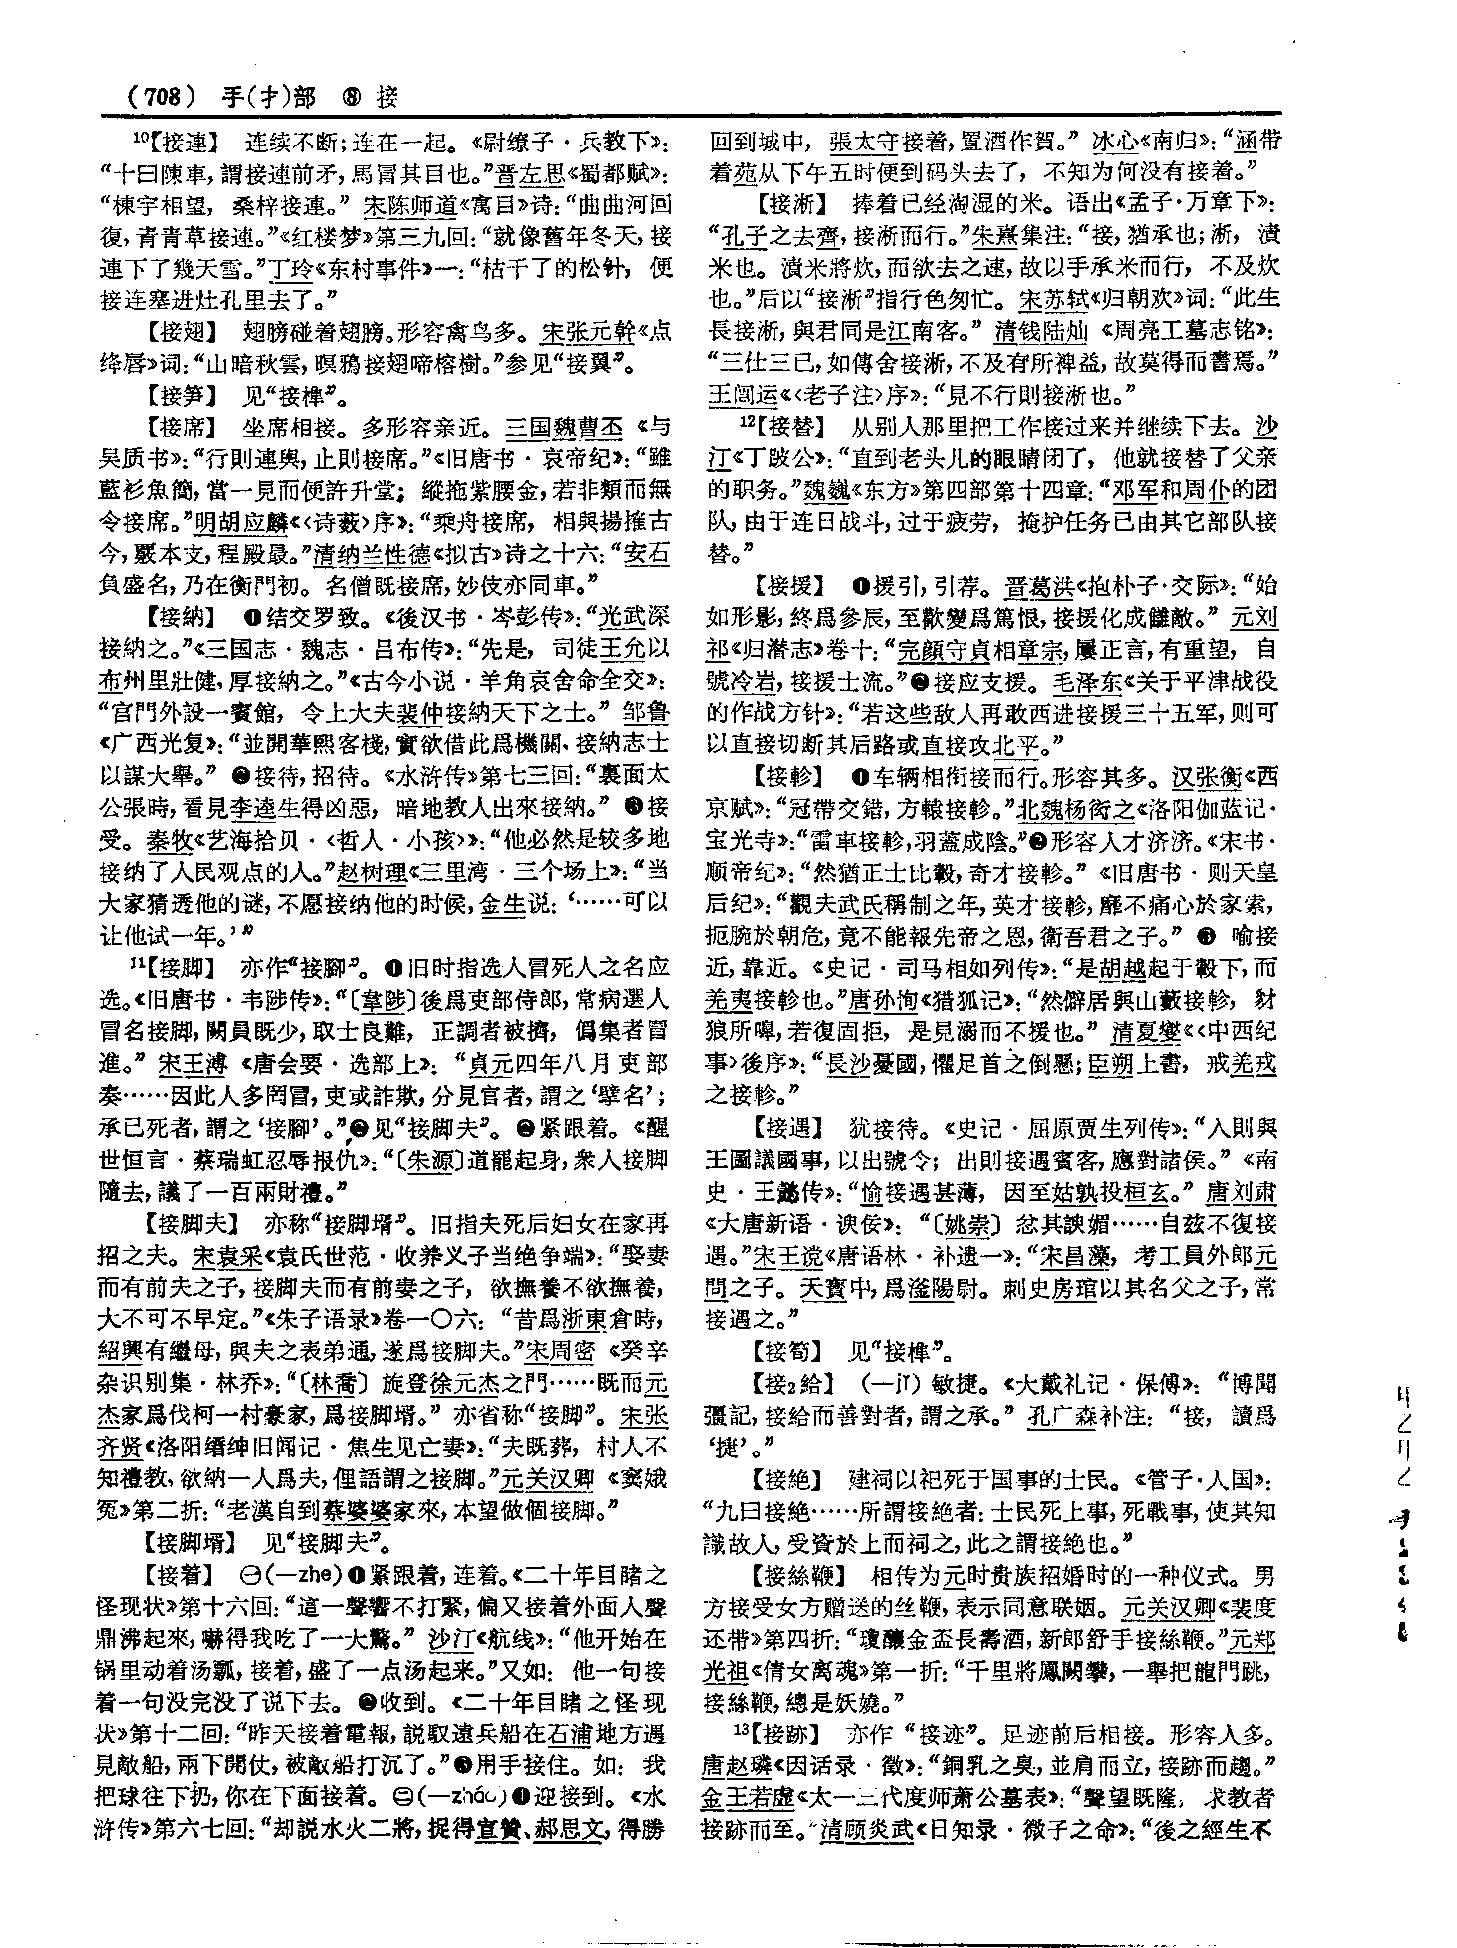 (708) 手(扌)部 ⑧ 接
10【接連】 连续不断；连在一起。《尉缭子·兵教下》：
“十曰陳車，謂接連前矛，馬冒其目也。”晋左思《蜀都赋》：
“棟宇相望，桑梓接連。” 宋陈师道《寓目》诗：“曲曲河回
復，青青草接連。”《红楼梦》第三九回：“就像舊年冬天，接
連下了幾天雪。”丁玲《东村事件》一：“枯干了的松针，便
接连塞进灶孔里去了。”
【接翅】 翅膀碰着翅膀。形容禽鸟多。宋张元幹《点
绛唇》词：“山暗秋雲，暝鴉接翅啼榕樹。”参见“接翼”。
【接笋】 见“接榫”。
【接席】 坐席相接。多形容亲近。三国魏曹丕《与
吴质书》：“行則連輿，止則接席。”《旧唐书·哀帝纪》：“雖
藍衫魚簡，當一見而便許升堂；縱拖紫腰金，若非類而無
令接席。”明胡应麟《〈诗薮〉序》：“乘舟接席，相與揚搉古
今，覈本支，程殿最。”清纳兰性德《拟古》诗之十六：“安石
負盛名，乃在衡門初。名僧既接席，妙伎亦同車。”
【接納】 ❶结交罗致。《後汉书·岑彭传》：“光武深
接納之。”《三国志·魏志·吕布传》：“先是，司徒王允以
布州里壯健，厚接納之。”《古今小说·羊角哀舍命全交》：
“宫門外設一賓館，令上大夫裴仲接納天下之士。” 邹鲁
《广西光复》：“並開華熙客棧，實欲借此爲機關、接納志士
以謀大舉。” ❷接待，招待。《水浒传》第七三回：“裏面太
公張時，看見李逵生得凶惡，暗地教人出來接納。” ❸接
受。秦牧《艺海拾贝·〈哲人·小孩〉》：“他必然是较多地
接纳了人民观点的人。”赵树理《三里湾·三个场上》：“当
大家猜透他的谜，不愿接纳他的时候，金生说：‘……可以
让他试一年。’”
11【接脚】 亦作“接腳”。❶旧时指选人冒死人之名应
选。《旧唐书·韦陟传》：“〔韋陟〕後爲吏部侍郎，常病選人
冒名接脚，闕員既少，取士良難，正調者被擠，僞集者冒
進。” 宋王溥《唐会要·选部上》：“貞元四年八月吏部
奏……因此人多罔冒，吏或詐欺，分見官者，謂之‘擘名’；
承已死者，謂之‘接腳’。”❷见“接脚夫”。❸紧跟着。《醒
世恒言·蔡瑞虹忍辱报仇》：“〔朱源〕道罷起身，衆人接脚
隨去，議了一百兩財禮。”
【接脚夫】 亦称“接脚壻”。旧指夫死后妇女在家再
招之夫。宋袁采《袁氏世范·收养义子当绝争端》：“娶妻
而有前夫之子，接脚夫而有前妻之子，欲撫養不欲撫養，
大不可不早定。”《朱子语录》卷一〇六：“昔爲浙東倉時，
紹興有繼母，與夫之表弟通，遂爲接脚夫。”宋周密《癸辛
杂识别集·林乔》：“〔林喬〕旋登徐元杰之門……既而元
杰家爲伐柯一村豪家，爲接脚壻。” 亦省称“接脚”。宋张
齐贤《洛阳缙绅旧闻记·焦生见亡妻》：“夫既葬，村人不
知禮教，欲納一人爲夫，俚語謂之接脚。”元关汉卿《窦娥
冤》第二折：“老漢自到蔡婆婆家來，本望做個接脚。”
【接脚壻】 见“接脚夫”。
【接着】 ㊀(—zhe)❶紧跟着，连着。《二十年目睹之
怪现状》第十六回：“這一聲響不打緊，偏又接着外面人聲
鼎沸起來，嚇得我吃了一大驚。” 沙汀《航线》：“他开始在
锅里动着汤瓢，接着，盛了一点汤起来。”又如：他一句接
着一句没完没了说下去。❷收到。《二十年目睹之怪现
状》第十二回：“昨天接着電報，説馭遠兵船在石浦地方遇
見敵船，兩下開仗，被敵船打沉了。”❸用手接住。如：我
把球往下扔，你在下面接着。㊁(—zháo)❶迎接到。《水
浒传》第六七回：“却説水火二將，捉得宣贊、郝思文，得勝
回到城中，張太守接着，置酒作賀。” 冰心《南归》：“涵带
着苑从下午五时便到码头去了，不知为何没有接着。”
【接淅】 捧着已经淘湿的米。语出《孟子·万章下》：
“孔子之去齊，接淅而行。”朱熹集注：“接，猶承也；淅，漬
米也。漬米將炊，而欲去之速，故以手承米而行，不及炊
也。”后以“接淅”指行色匆忙。宋苏轼《归朝欢》词：“此生
長接淅，與君同是江南客。” 清钱陆灿《周亮工墓志铭》：
“三仕三已，如傳舍接淅，不及有所裨益，故莫得而書焉。”
王闿运《〈老子注〉序》：“見不行則接淅也。”
12【接替】 从别人那里把工作接过来并继续下去。沙
汀《丁跛公》：“直到老头儿的眼睛闭了，他就接替了父亲
的职务。”魏巍《东方》第四部第十四章：“邓军和周仆的团
队，由于连日战斗，过于疲劳，掩护任务已由其它部队接
替。”
【接援】 ❶援引，引荐。晋葛洪《抱朴子·交际》：“始
如形影，終爲參辰，至歡變爲篤恨，接援化成讎敵。” 元刘
祁《归潜志》卷十：“完顔守貞相章宗，屢正言，有重望，自
號冷岩，接援士流。”❷接应支援。毛泽东《关于平津战役
的作战方针》：“若这些敌人再敢西进接援三十五军，则可
以直接切断其后路或直接攻北平。”
【接軫】 ❶车辆相衔接而行。形容其多。汉张衡《西
京赋》：“冠帶交錯，方轅接軫。”北魏杨衒之《洛阳伽蓝记·
宝光寺》：“雷車接軫，羽蓋成陰。”❷形容人才济济。《宋书·
顺帝纪》：“然猶正士比轂，奇才接軫。” 《旧唐书·则天皇
后纪》：“觀夫武氏稱制之年，英才接軫，靡不痛心於家索，
扼腕於朝危，竟不能報先帝之恩，衛吾君之子。” ❸ 喻接
近，靠近。《史记·司马相如列传》：“是胡越起于轂下，而
羌夷接軫也。”唐孙恂《猎狐记》：“然僻居與山藪接軫，豺
狼所嘷，若復固拒，是見溺而不援也。” 清夏燮《〈中西纪
事〉後序》：“長沙憂國，懼足首之倒懸；臣朔上書，戒羌戎
之接軫。”
【接遇】 犹接待。《史记·屈原贾生列传》：“入則與
王圖議國事，以出號令；出則接遇賓客，應對諸侯。” 《南
史·王懿传》：“愉接遇甚薄，因至姑孰投桓玄。” 唐刘肃
《大唐新语·谀佞》：“〔姚崇〕忿其諛媚……自兹不復接
遇。”宋王谠《唐语林·补遗一》：“宋昌藻，考工員外郎元
問之子。天寶中，爲滏陽尉。刺史房琯以其名父之子，常
接遇之。”
【接筍】 见“接榫”。
【接2給】 (—jǐ) 敏捷。《大戴礼记·保傅》：“博聞
彊記，接給而善對者，謂之承。” 孔广森补注：“接，讀爲
‘捷’。”
【接絶】 建祠以祀死于国事的士民。《管子·入国》：
“九曰接絶……所謂接絶者：士民死上事，死戰事，使其知
識故人，受資於上而祠之，此之謂接絶也。”
【接絲鞭】 相传为元时贵族招婚时的一种仪式。男
方接受女方赠送的丝鞭，表示同意联姻。元关汉卿《裴度
还带》第四折：“瓊釀金盃長壽酒，新郎舒手接絲鞭。”元郑
光祖《倩女离魂》第一折：“千里將鳳闕攀，一舉把龍門跳，
接絲鞭，總是妖嬈。”
13【接跡】 亦作“接迹”。足迹前后相接。形容人多。
唐赵璘《因话录·徵》：“銅乳之臭，並肩而立，接跡而趨。”
金王若虚《太一三代度师萧公墓表》：“聲望既隆，求教者
接跡而至。”清顾炎武《日知录·微子之命》：“後之經生不